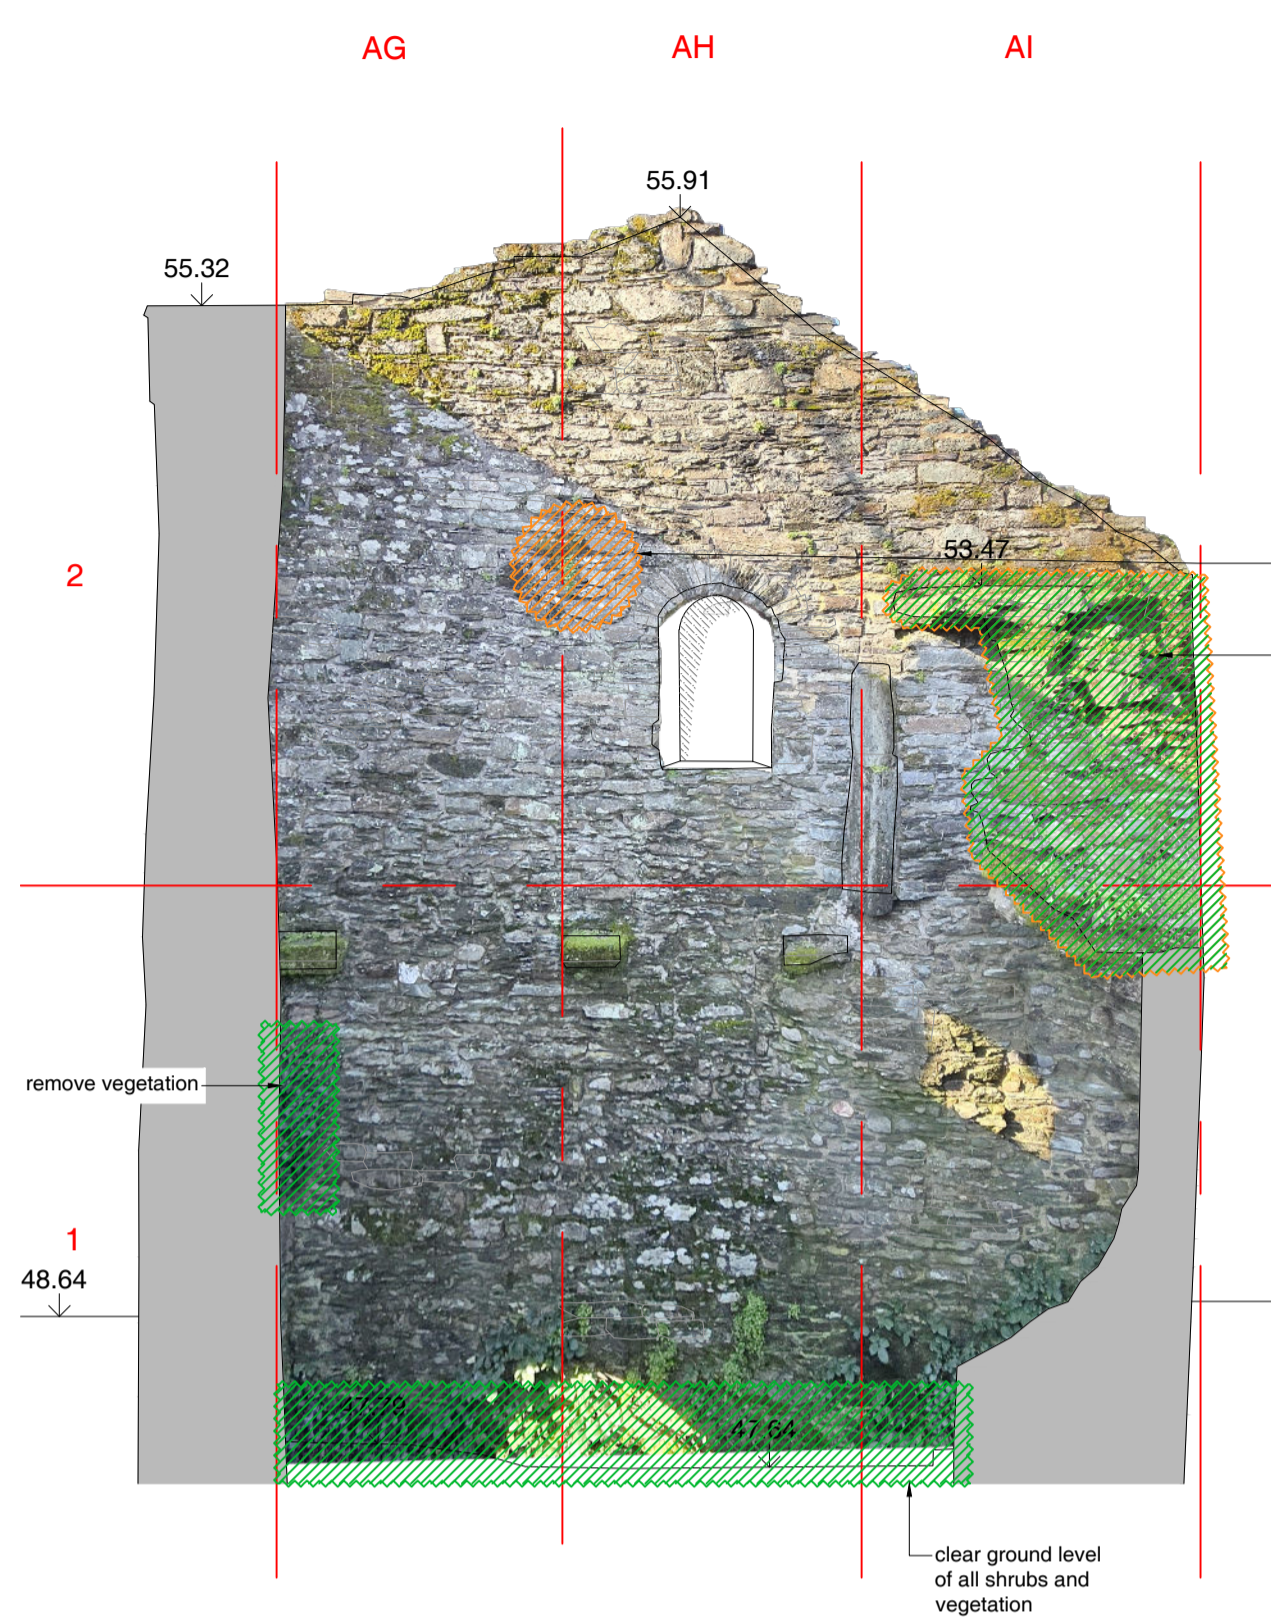 AG AH AI
55.91
55.32
53.47
2
remove vegetation
1
48.64
47.64
clear ground level
of all shrubs and
vegetation